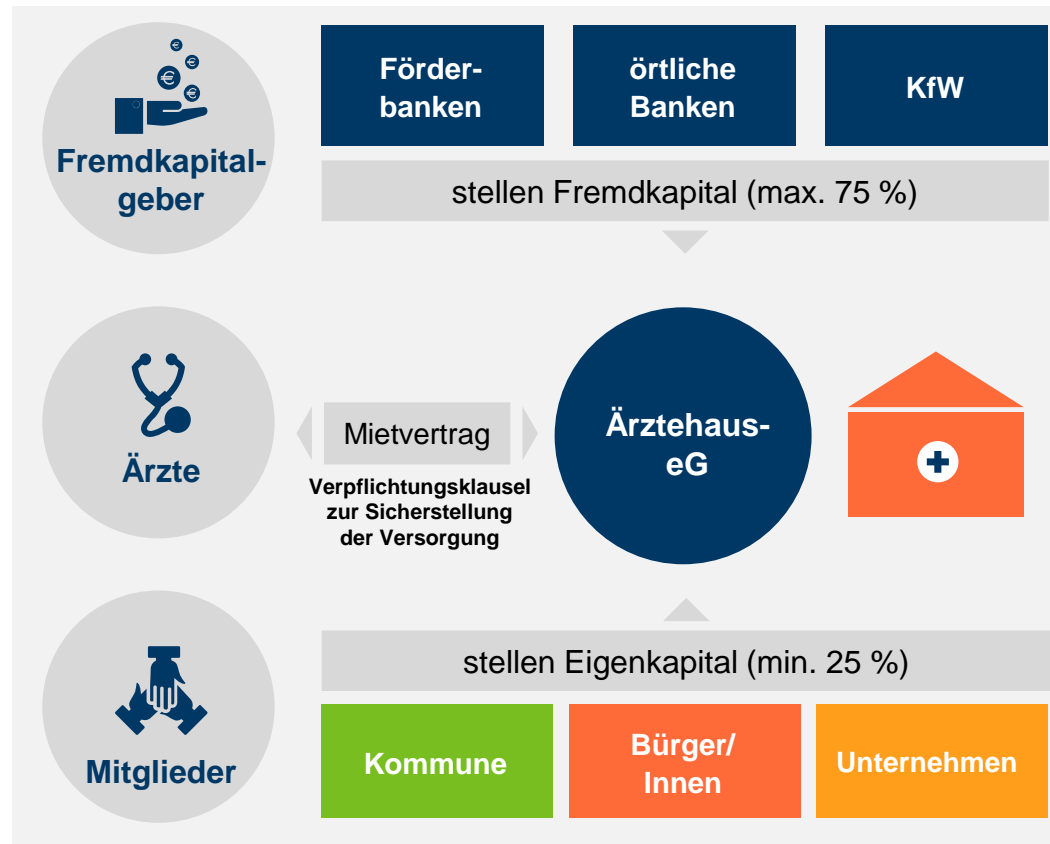 Fremdkapital-
geber
Förder-
banken
örtliche
Banken
KfW
stellen Fremdkapital (max. 75 %)
Ärzte
Mietvertrag
Verpflichtungsklausel
zur Sicherstellung
der Versorgung
Ärztehaus-
eG
Mitglieder
stellen Eigenkapital (min. 25 %)
Kommune
Bürger/
Innen
Unternehmen